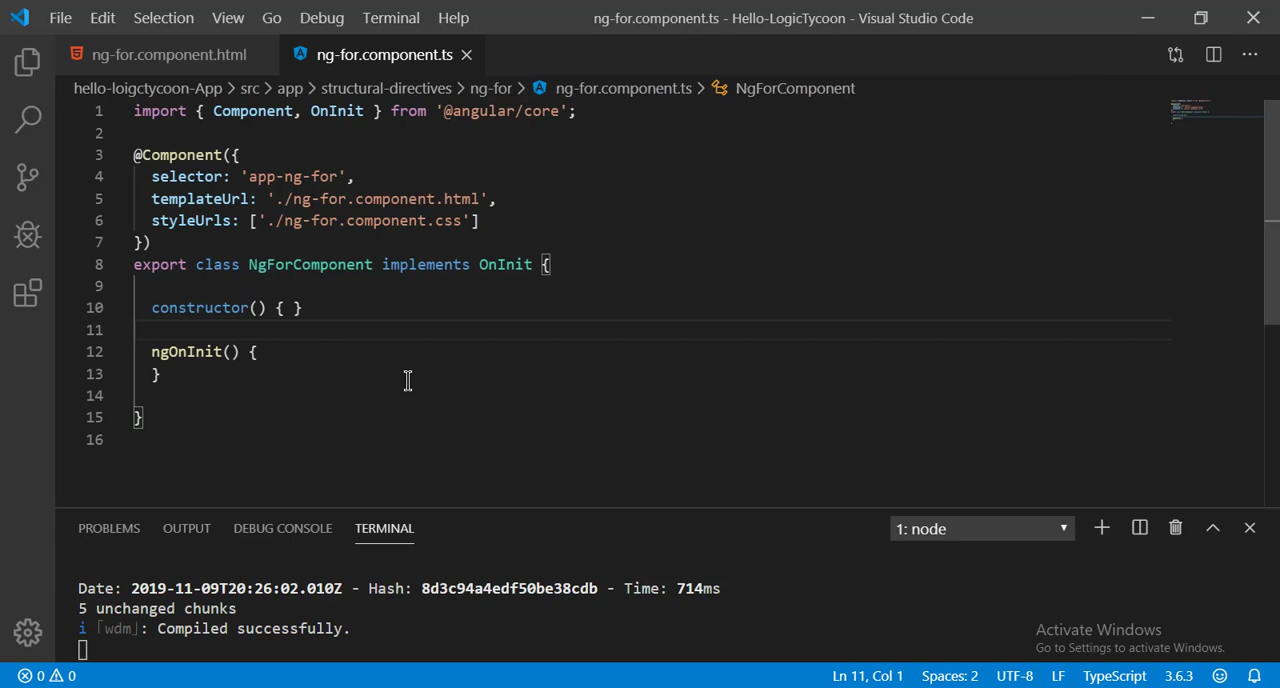 File Edit Selection View Go Debug Terminal Help ng-for.component.ts - Hello-LogicTycoon - Visual Studio Code
ng-for.component.html ng-for.component.ts
hello-loigctycoon-App > src > app > structural-directives > ng-for > ng-for.component.ts > NgForComponent
1 import { Component, OnInit } from '@angular/core';
2
3 @Component({
4 selector: 'app-ng-for',
5 templateUrl: './ng-for.component.html',
6 styleUrls: ['./ng-for.component.css']
7 })
8 export class NgForComponent implements OnInit {
9
10 constructor() { }
11
12 ngOnInit() {
13 }
14
15 }
16
PROBLEMS OUTPUT DEBUG CONSOLE TERMINAL 1: node
Date: 2019-11-09T20:26:02.010Z - Hash: 8d3c94a4edf50be38cdb - Time: 714ms
5 unchanged chunks
i ｢wdm｣: Compiled successfully.
Activate Windows
Go to Settings to activate Windows.
0 0 Ln 11, Col 1 Spaces: 2 UTF-8 LF TypeScript 3.6.3